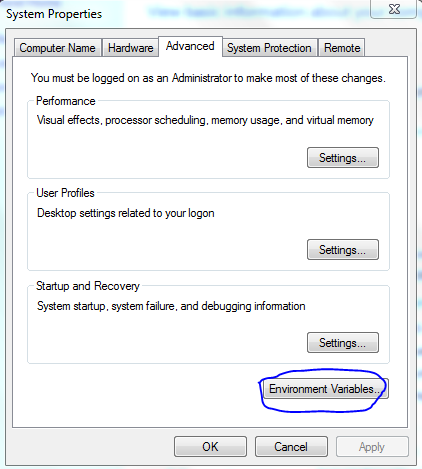 System Properties
Computer Name Hardware Advanced System Protection Remote
You must be logged on as an Administrator to make most of these changes.
Performance
Visual effects, processor scheduling, memory usage, and virtual memory
Settings...
User Profiles
Desktop settings related to your logon
Settings...
Startup and Recovery
System startup, system failure, and debugging information
Settings...
Environment Variables...
OK Cancel Apply